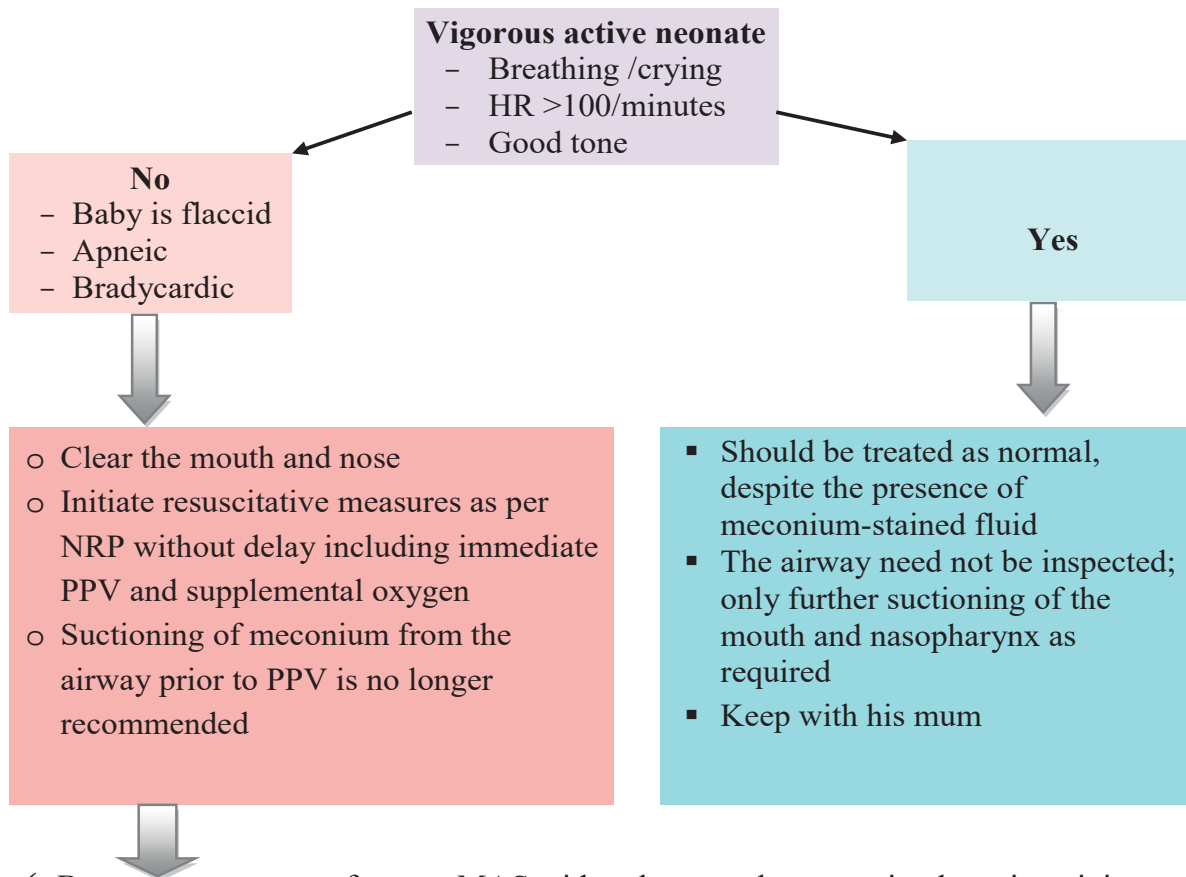 Vigorous active neonate
– Breathing /crying
– HR >100/minutes
– Good tone
No
– Baby is flaccid
– Apneic
– Bradycardic
Yes
o Clear the mouth and nose
o Initiate resuscitative measures as per
NRP without delay including immediate
PPV and supplemental oxygen
o Suctioning of meconium from the
airway prior to PPV is no longer
recommended
▪ Should be treated as normal,
despite the presence of
meconium-stained fluid
▪ The airway need not be inspected;
only further suctioning of the
mouth and nasopharynx as
required
▪ Keep with his mum